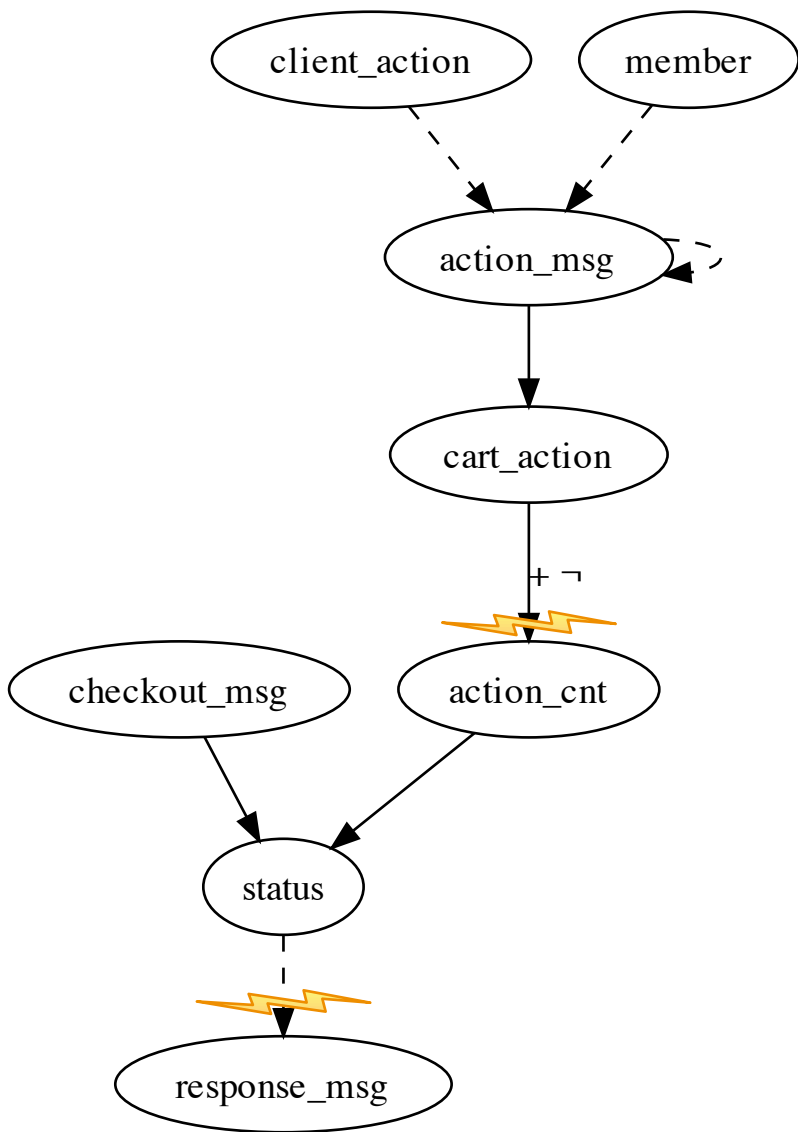 client_action
member
action_msg
cart_action
+ ¬
checkout_msg
action_cnt
status
response_msg